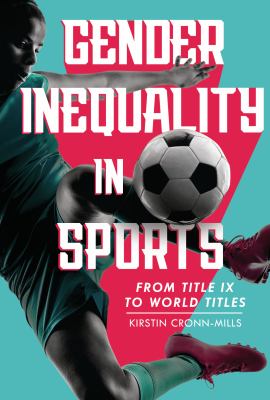 GENDER
INEQUALITY
IN
SPORTS
FROM TITLE IX
TO WORLD TITLES
KIRSTIN CRONN-MILLS